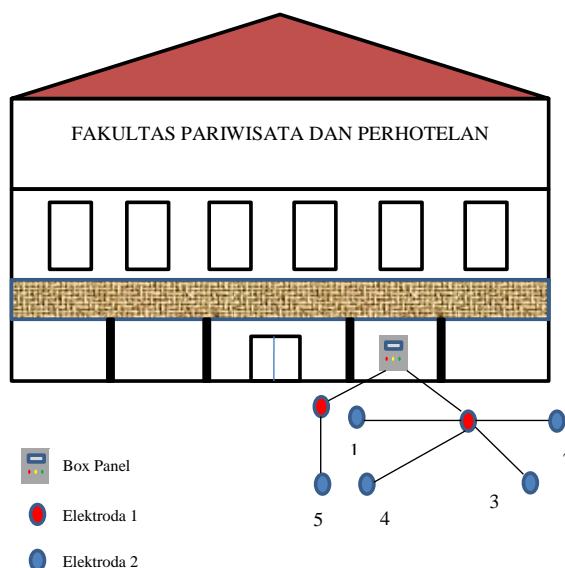 FAKULTAS PARIWISATA DAN PERHOTELAN
1
3
5
4
Box Panel
Elektroda 1
Elektroda 2